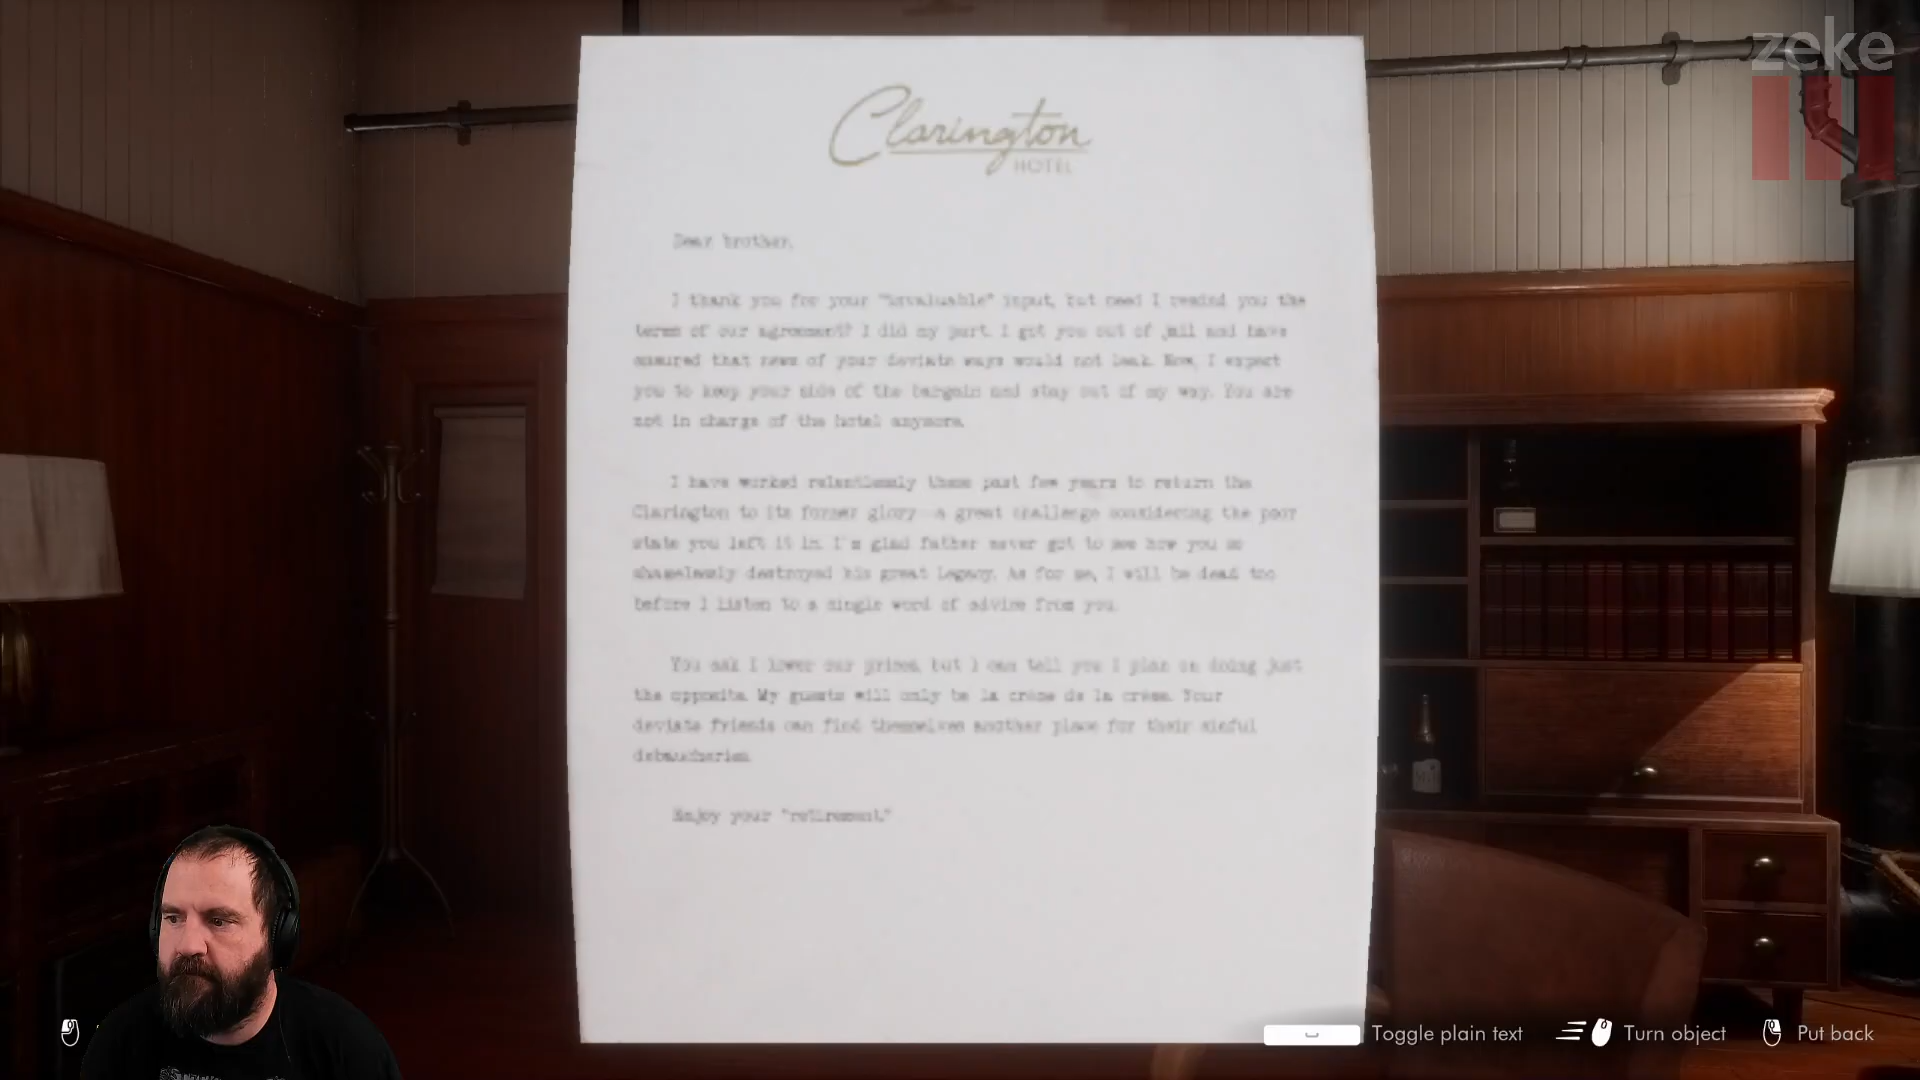 zeke
Clarington
HOTEL
Dear brother,
I thank you for your "invaluable" input, but need I remind you the
terms of our agreement? I did my part. I got you out of jail and have
ensured that news of your deviate ways would not leak. Now, I expect
you to keep your side of the bargain and stay out of my way. You are
not in charge of the hotel anymore.
I have worked relentlessly these past few years to return the
Clarington to its former glory—a great challenge considering the poor
state you left it in. I'm glad father never got to see how you so
shamelessly destroyed his great legacy. As for me, I will be dead too
before I listen to a single word of advice from you.
You ask I lower our prices, but I can tell you I plan on doing just
the opposite. My guests will only be la crème de la crème. Your
deviate friends can find themselves another place for their sinful
debaucheries.
Enjoy your "retirement."
Toggle plain text
Turn object
Put back